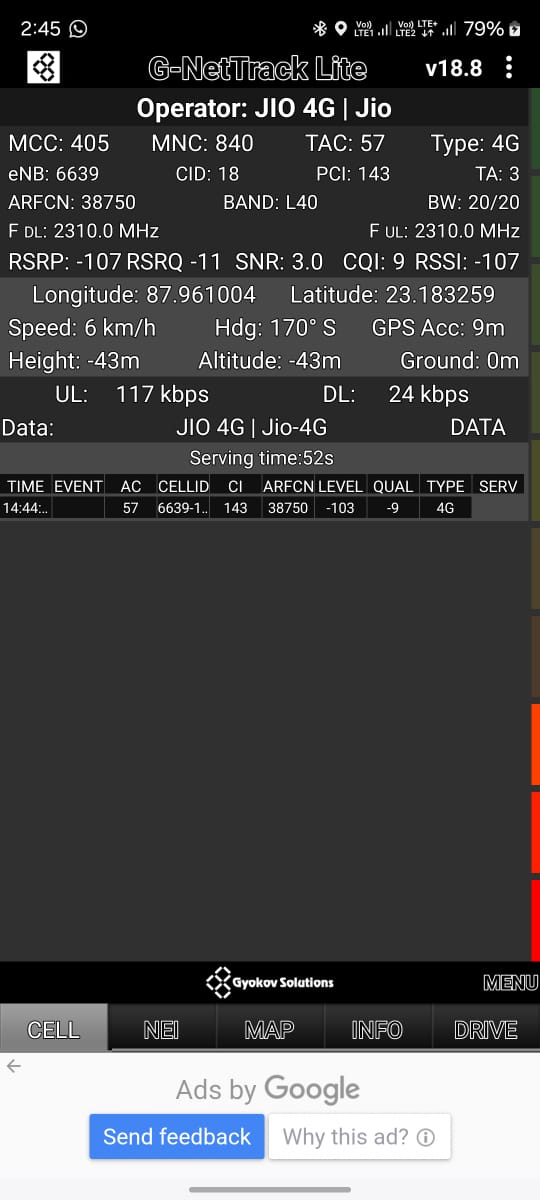 2:45 Vo) LTE1 Vo) LTE+ LTE2 79%
G-NetTrack Lite v18.8
Operator: JIO 4G | Jio
MCC: 405 MNC: 840 TAC: 57 Type: 4G
eNB: 6639 CID: 18 PCI: 143 TA: 3
ARFCN: 38750 BAND: L40 BW: 20/20
F DL: 2310.0 MHz F UL: 2310.0 MHz
RSRP: -107 RSRQ -11 SNR: 3.0 CQI: 9 RSSI: -107
Longitude: 87.961004 Latitude: 23.183259
Speed: 6 km/h Hdg: 170° S GPS Acc: 9m
Height: -43m Altitude: -43m Ground: 0m
UL: 117 kbps DL: 24 kbps
Data: JIO 4G | Jio-4G DATA
Serving time:52s
TIME EVENT AC CELLID CI ARFCN LEVEL QUAL TYPE SERV
14:44:.. 57 6639-1.. 143 38750 -103 -9 4G
Gyokov Solutions MENU
CELL NEI MAP INFO DRIVE
Ads by Google
Send feedback Why this ad?